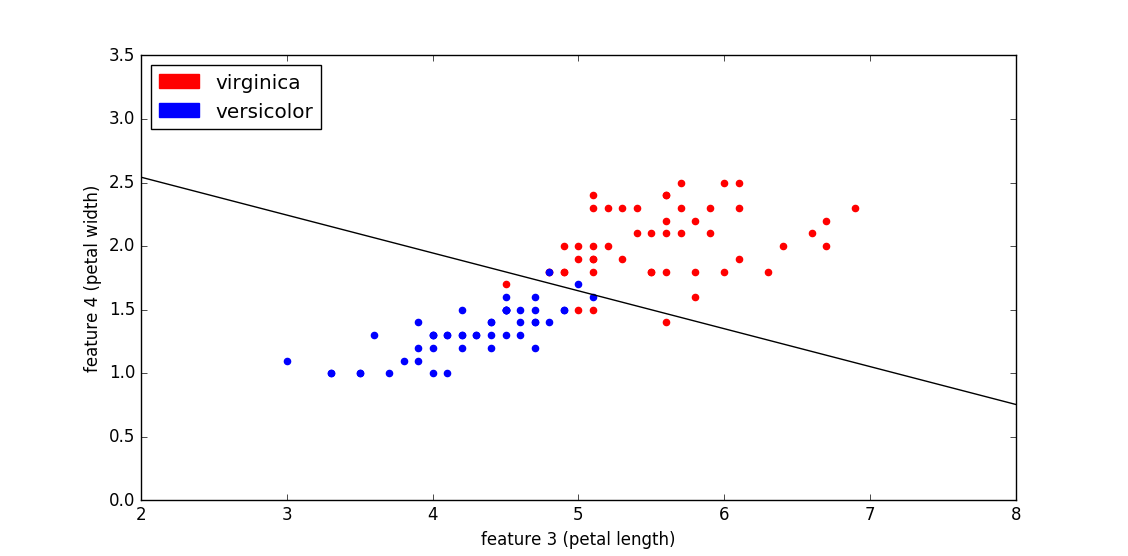 virginica
versicolor
feature 4 (petal width)
3.5
3.0
2.5
2.0
1.5
1.0
0.5
0.0
2 3 4 5 6 7 8
feature 3 (petal length)